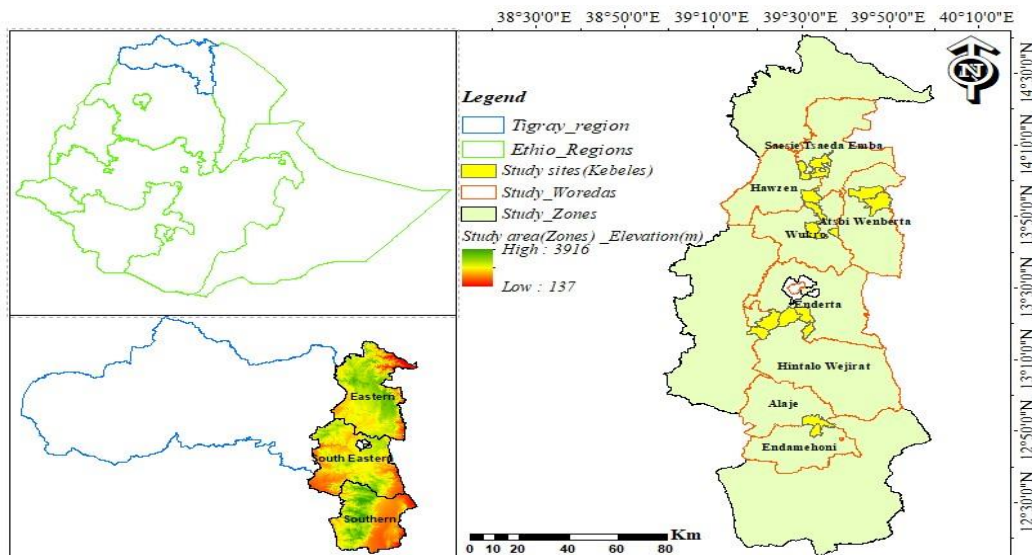 38°30'0"E 38°50'0"E 39°10'0"E 39°30'0"E 39°50'0"E 40°10'0"E
N
14°30'0"N
14°10'0"N
13°50'0"N
13°30'0"N
13°10'0"N
12°50'0"N
12°30'0"N
Legend
Tigray_region
Ethio_Regions
Study sites(Kebeles)
Study_Woredas
Study_Zones
Study area(Zones) _Elevation(m)
High : 3916
Low : 137
Saesie Tsaeda Emba
Hawzen
Atsbi Wenberta
Wukro
Enderta
Hintalo Wejirat
Alaje
Endamehoni
Eastern
South Eastern
Southern
Km
0 10 20 40 60 80